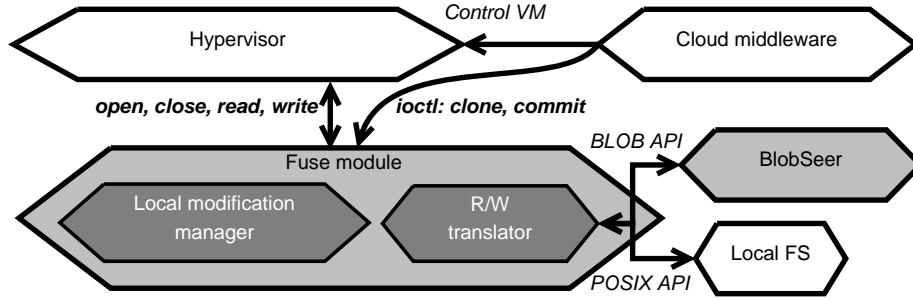 Control VM
Hypervisor
Cloud middleware
open, close, read, write
ioctl: clone, commit
BLOB API
Fuse module
BlobSeer
Local modification
manager
R/W
translator
Local FS
POSIX API